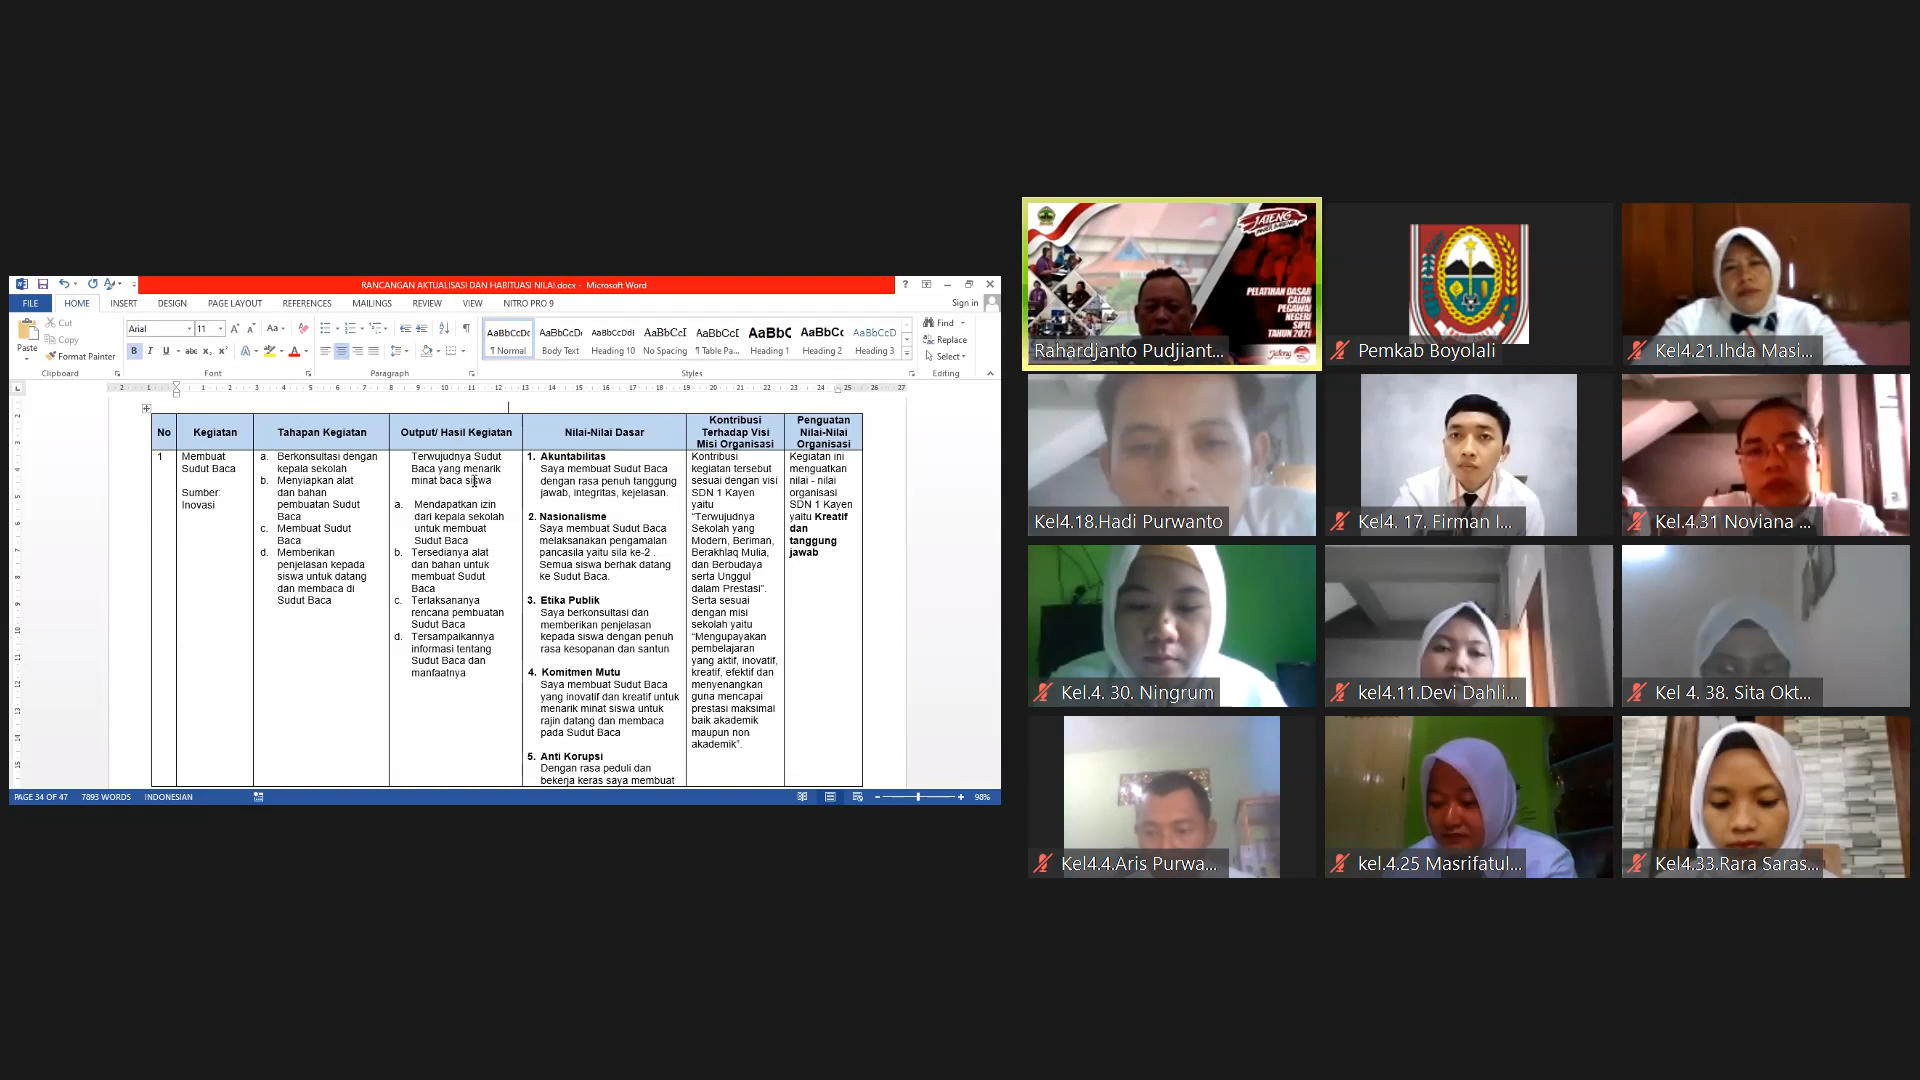 RANCANGAN AKTUALISASI DAN HABITUASI NILAI.docx - Microsoft Word
FILE HOME INSERT DESIGN PAGE LAYOUT REFERENCES MAILINGS REVIEW VIEW NITRO PRO 9
Sign in
Paste
Cut
Copy
Format Painter
Clipboard
Arial 11
Font
Paragraph
AaBbCcDc AaBbCcDc AaBbCcDdI AaBbCcI AaBbCcI AaBbC AaBbCc AaBbCcD
¶ Normal Body Text Heading 10 No Spacing ¶ Table Pa... Heading 1 Heading 2 Heading 3
Styles
Find
Replace
Select
Editing
No
Kegiatan
Tahapan Kegiatan
Output/ Hasil Kegiatan
Nilai-Nilai Dasar
Kontribusi
Terhadap Visi
Misi Organisasi
Penguatan
Nilai-Nilai
Organisasi
1
Membuat
Sudut Baca
Sumber:
Inovasi
a. Berkonsultasi dengan
kepala sekolah
b. Menyiapkan alat
dan bahan
pembuatan Sudut
Baca
c. Membuat Sudut
Baca
d. Memberikan
penjelasan kepada
siswa untuk datang
dan membaca di
Sudut Baca
Terwujudnya Sudut
Baca yang menarik
minat baca siswa
a. Mendapatkan izin
dari kepala sekolah
untuk membuat
Sudut Baca
b. Tersedianya alat
dan bahan untuk
membuat Sudut
Baca
c. Terlaksananya
rencana pembuatan
Sudut Baca
d. Tersampaikannya
informasi tentang
Sudut Baca dan
manfaatnya
1. Akuntabilitas
Saya membuat Sudut Baca
dengan rasa penuh tanggung
jawab, integritas, kejelasan.
2. Nasionalisme
Saya membuat Sudut Baca
melaksanakan pengamalan
pancasila yaitu sila ke-2 .
Semua siswa berhak datang
ke Sudut Baca.
3. Etika Publik
Saya berkonsultasi dan
memberikan penjelasan
kepada siswa dengan penuh
rasa kesopanan dan santun
4. Komitmen Mutu
Saya membuat Sudut Baca
yang inovatif dan kreatif untuk
menarik minat siswa untuk
rajin datang dan membaca
pada Sudut Baca
5. Anti Korupsi
Dengan rasa peduli dan
bekerja keras saya membuat
Kontribusi
kegiatan tersebut
sesuai dengan visi
SDN 1 Kayen
yaitu
“Terwujudnya
Sekolah yang
Modern, Beriman,
Berakhlaq Mulia,
dan Berbudaya
serta Unggul
dalam Prestasi”.
Serta sesuai
dengan misi
sekolah yaitu
“Mengupayakan
pembelajaran
yang aktif, inovatif,
kreatif, efektif dan
menyenangkan
guna mencapai
prestasi maksimal
baik akademik
maupun non
akademik”.
Kegiatan ini
menguatkan
nilai - nilai
organisasi
SDN 1 Kayen
yaitu Kreatif
dan
tanggung
jawab
PAGE 34 OF 47 7893 WORDS INDONESIAN
98%
JATENG
PELATIHAN DASAR
CALON
PEGAWAI
NEGERI
SIPIL
TAHUN 2021
Rahardjanto Pudjiant...
Pemkab Boyolali
Kel4.21.Ihda Masi...
Kel4.18.Hadi Purwanto
Kel4. 17. Firman I...
Kel.4.31 Noviana ...
Kel.4. 30. Ningrum
kel4.11.Devi Dahli...
Kel 4. 38. Sita Okt...
Kel4.4.Aris Purwa...
kel.4.25 Masrifatul...
Kel4.33.Rara Saras...